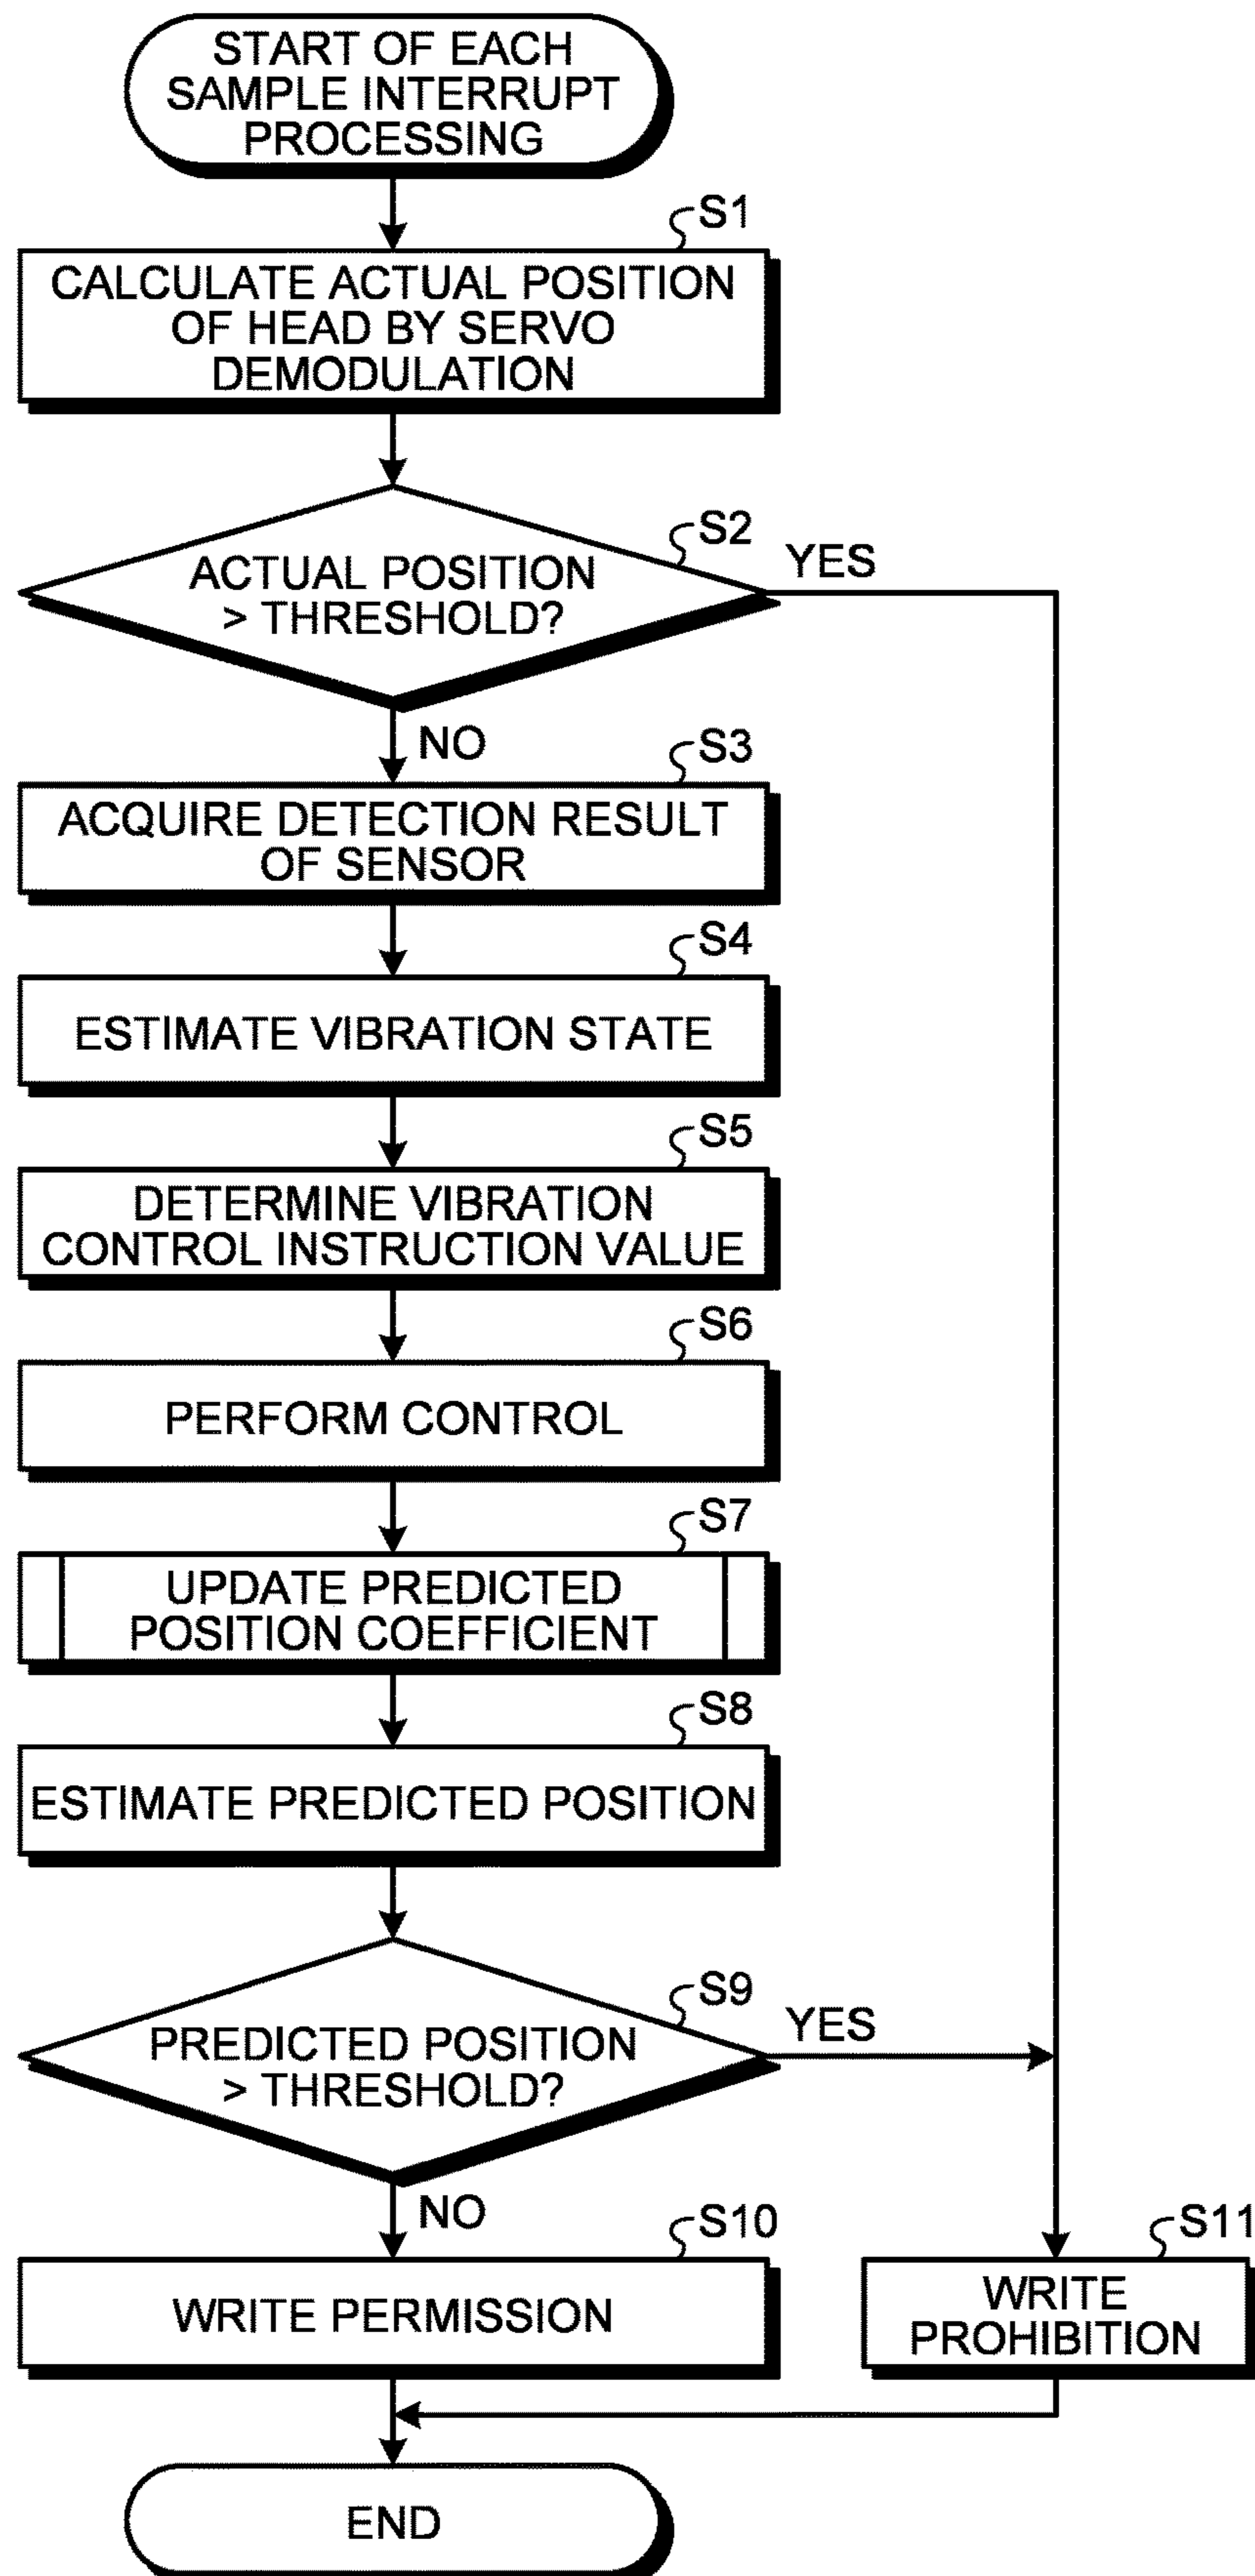 START OF EACH
SAMPLE INTERRUPT
PROCESSING
S1
CALCULATE ACTUAL POSITION
OF HEAD BY SERVO
DEMODULATION
S2
ACTUAL POSITION
> THRESHOLD?
YES
NO
S3
ACQUIRE DETECTION RESULT
OF SENSOR
S4
ESTIMATE VIBRATION STATE
S5
DETERMINE VIBRATION
CONTROL INSTRUCTION VALUE
S6
PERFORM CONTROL
S7
UPDATE PREDICTED
POSITION COEFFICIENT
S8
ESTIMATE PREDICTED POSITION
S9
PREDICTED POSITION
> THRESHOLD?
YES
NO
S10
WRITE PERMISSION
S11
WRITE
PROHIBITION
END